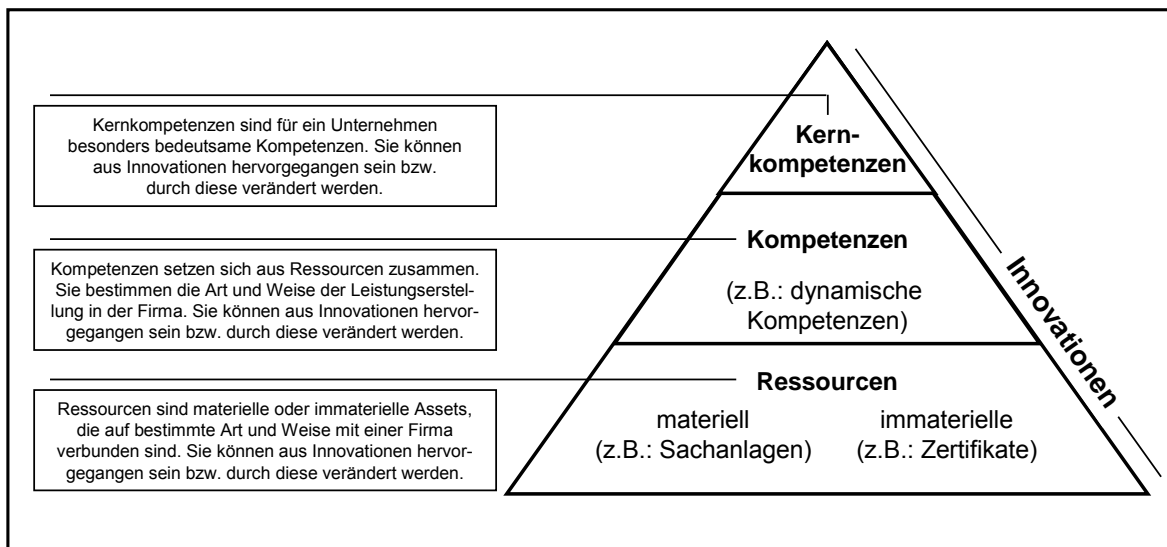 Kernkompetenzen sind für ein Unternehmen
besonders bedeutsame Kompetenzen. Sie können
aus Innovationen hervorgegangen sein bzw.
durch diese verändert werden.
Kern-
kompetenzen
Kompetenzen setzen sich aus Ressourcen zusammen.
Sie bestimmen die Art und Weise der Leistungserstel-
lung in der Firma. Sie können aus Innovationen hervor-
gegangen sein bzw. durch diese verändert werden.
Kompetenzen
(z.B.: dynamische
Kompetenzen)
Ressourcen sind materielle oder immaterielle Assets,
die auf bestimmte Art und Weise mit einer Firma
verbunden sind. Sie können aus Innovationen hervor-
gegangen sein bzw. durch diese verändert werden.
Ressourcen
materiell
(z.B.: Sachanlagen)
immaterielle
(z.B.: Zertifikate)
Innovationen